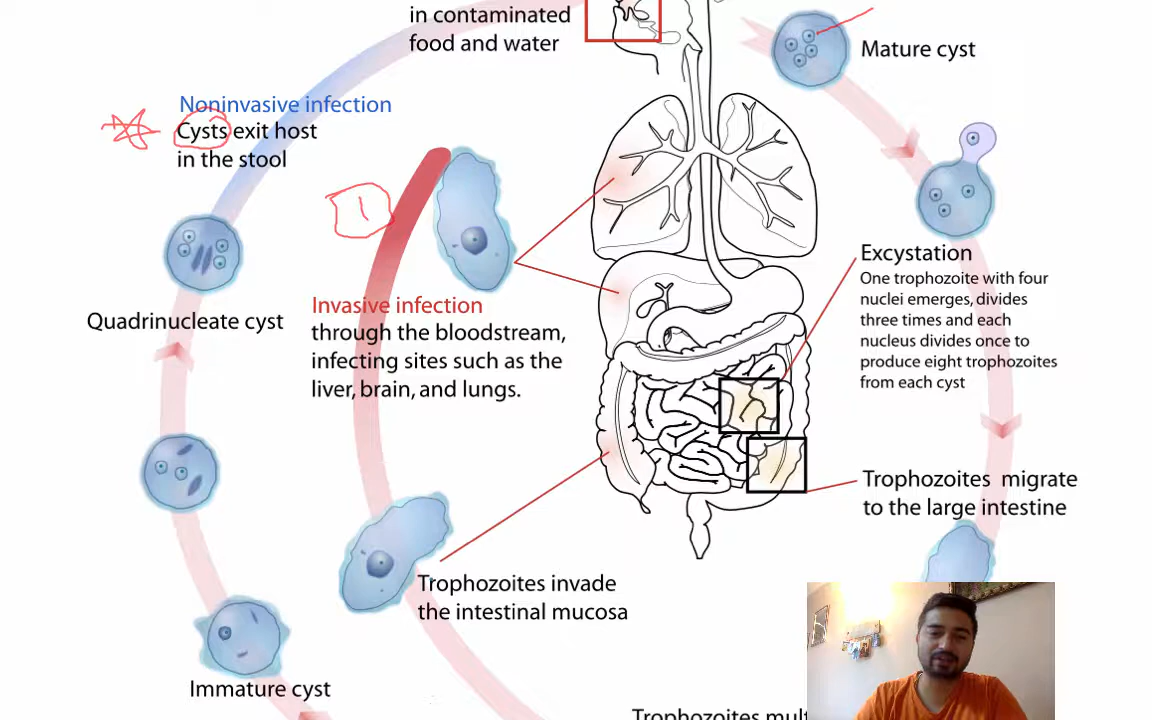 in contaminated
food and water
Mature cyst
Noninvasive infection
Cysts exit host
in the stool
1
Excystation
One trophozoite with four
nuclei emerges, divides
three times and each
nucleus divides once to
produce eight trophozoites
from each cyst
Invasive infection
through the bloodstream,
infecting sites such as the
liver, brain, and lungs.
Quadrinucleate cyst
Trophozoites migrate
to the large intestine
Trophozoites invade
the intestinal mucosa
Immature cyst
Trophozoites